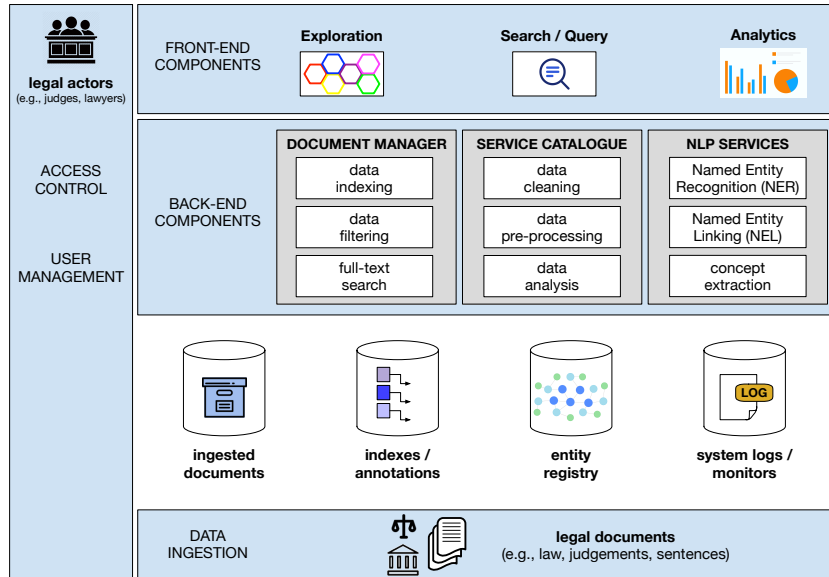 legal actors
(e.g., judges, lawyers)
ACCESS
CONTROL
USER
MANAGEMENT
FRONT-END
COMPONENTS
Exploration
Search / Query
Analytics
BACK-END
COMPONENTS
DOCUMENT MANAGER
data
indexing
data
filtering
full-text
search
SERVICE CATALOGUE
data
cleaning
data
pre-processing
data
analysis
NLP SERVICES
Named Entity
Recognition (NER)
Named Entity
Linking (NEL)
concept
extraction
ingested
documents
indexes /
annotations
entity
registry
LOG
system logs /
monitors
DATA
INGESTION
legal documents
(e.g., law, judgements, sentences)